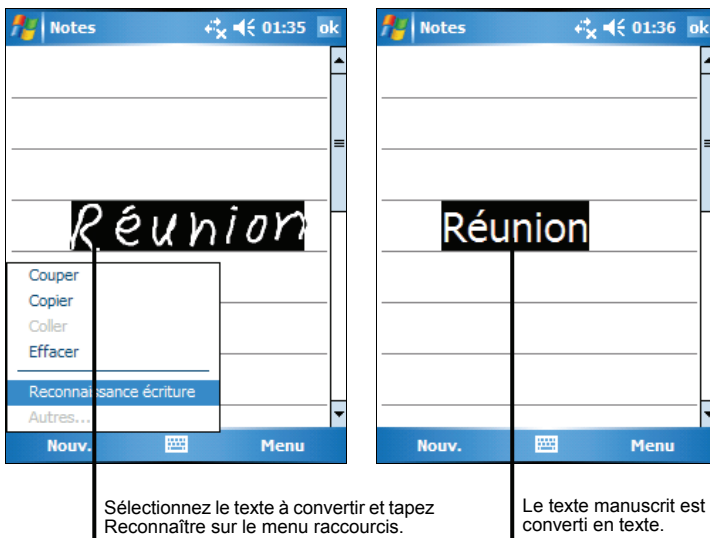 Notes 01:35 ok
Réunion
Couper
Copier
Coller
Effacer
Reconnaissance écriture
Autres...
Nouv. Menu
Sélectionnez le texte à convertir et tapez
Reconnaître sur le menu raccourcis.
Notes 01:36 ok
Réunion
Nouv. Menu
Le texte manuscrit est
converti en texte.